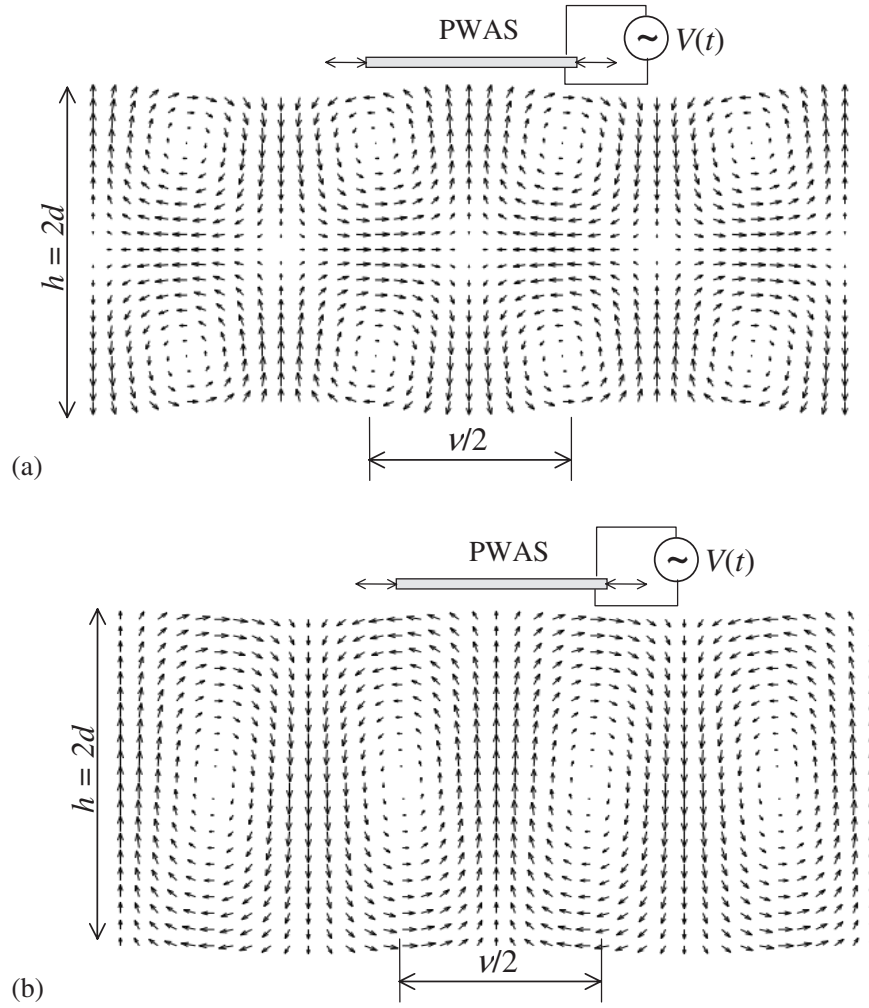 PWAS
~ V(t)
h = 2d
ν/2
(a)
PWAS
~ V(t)
h = 2d
ν/2
(b)